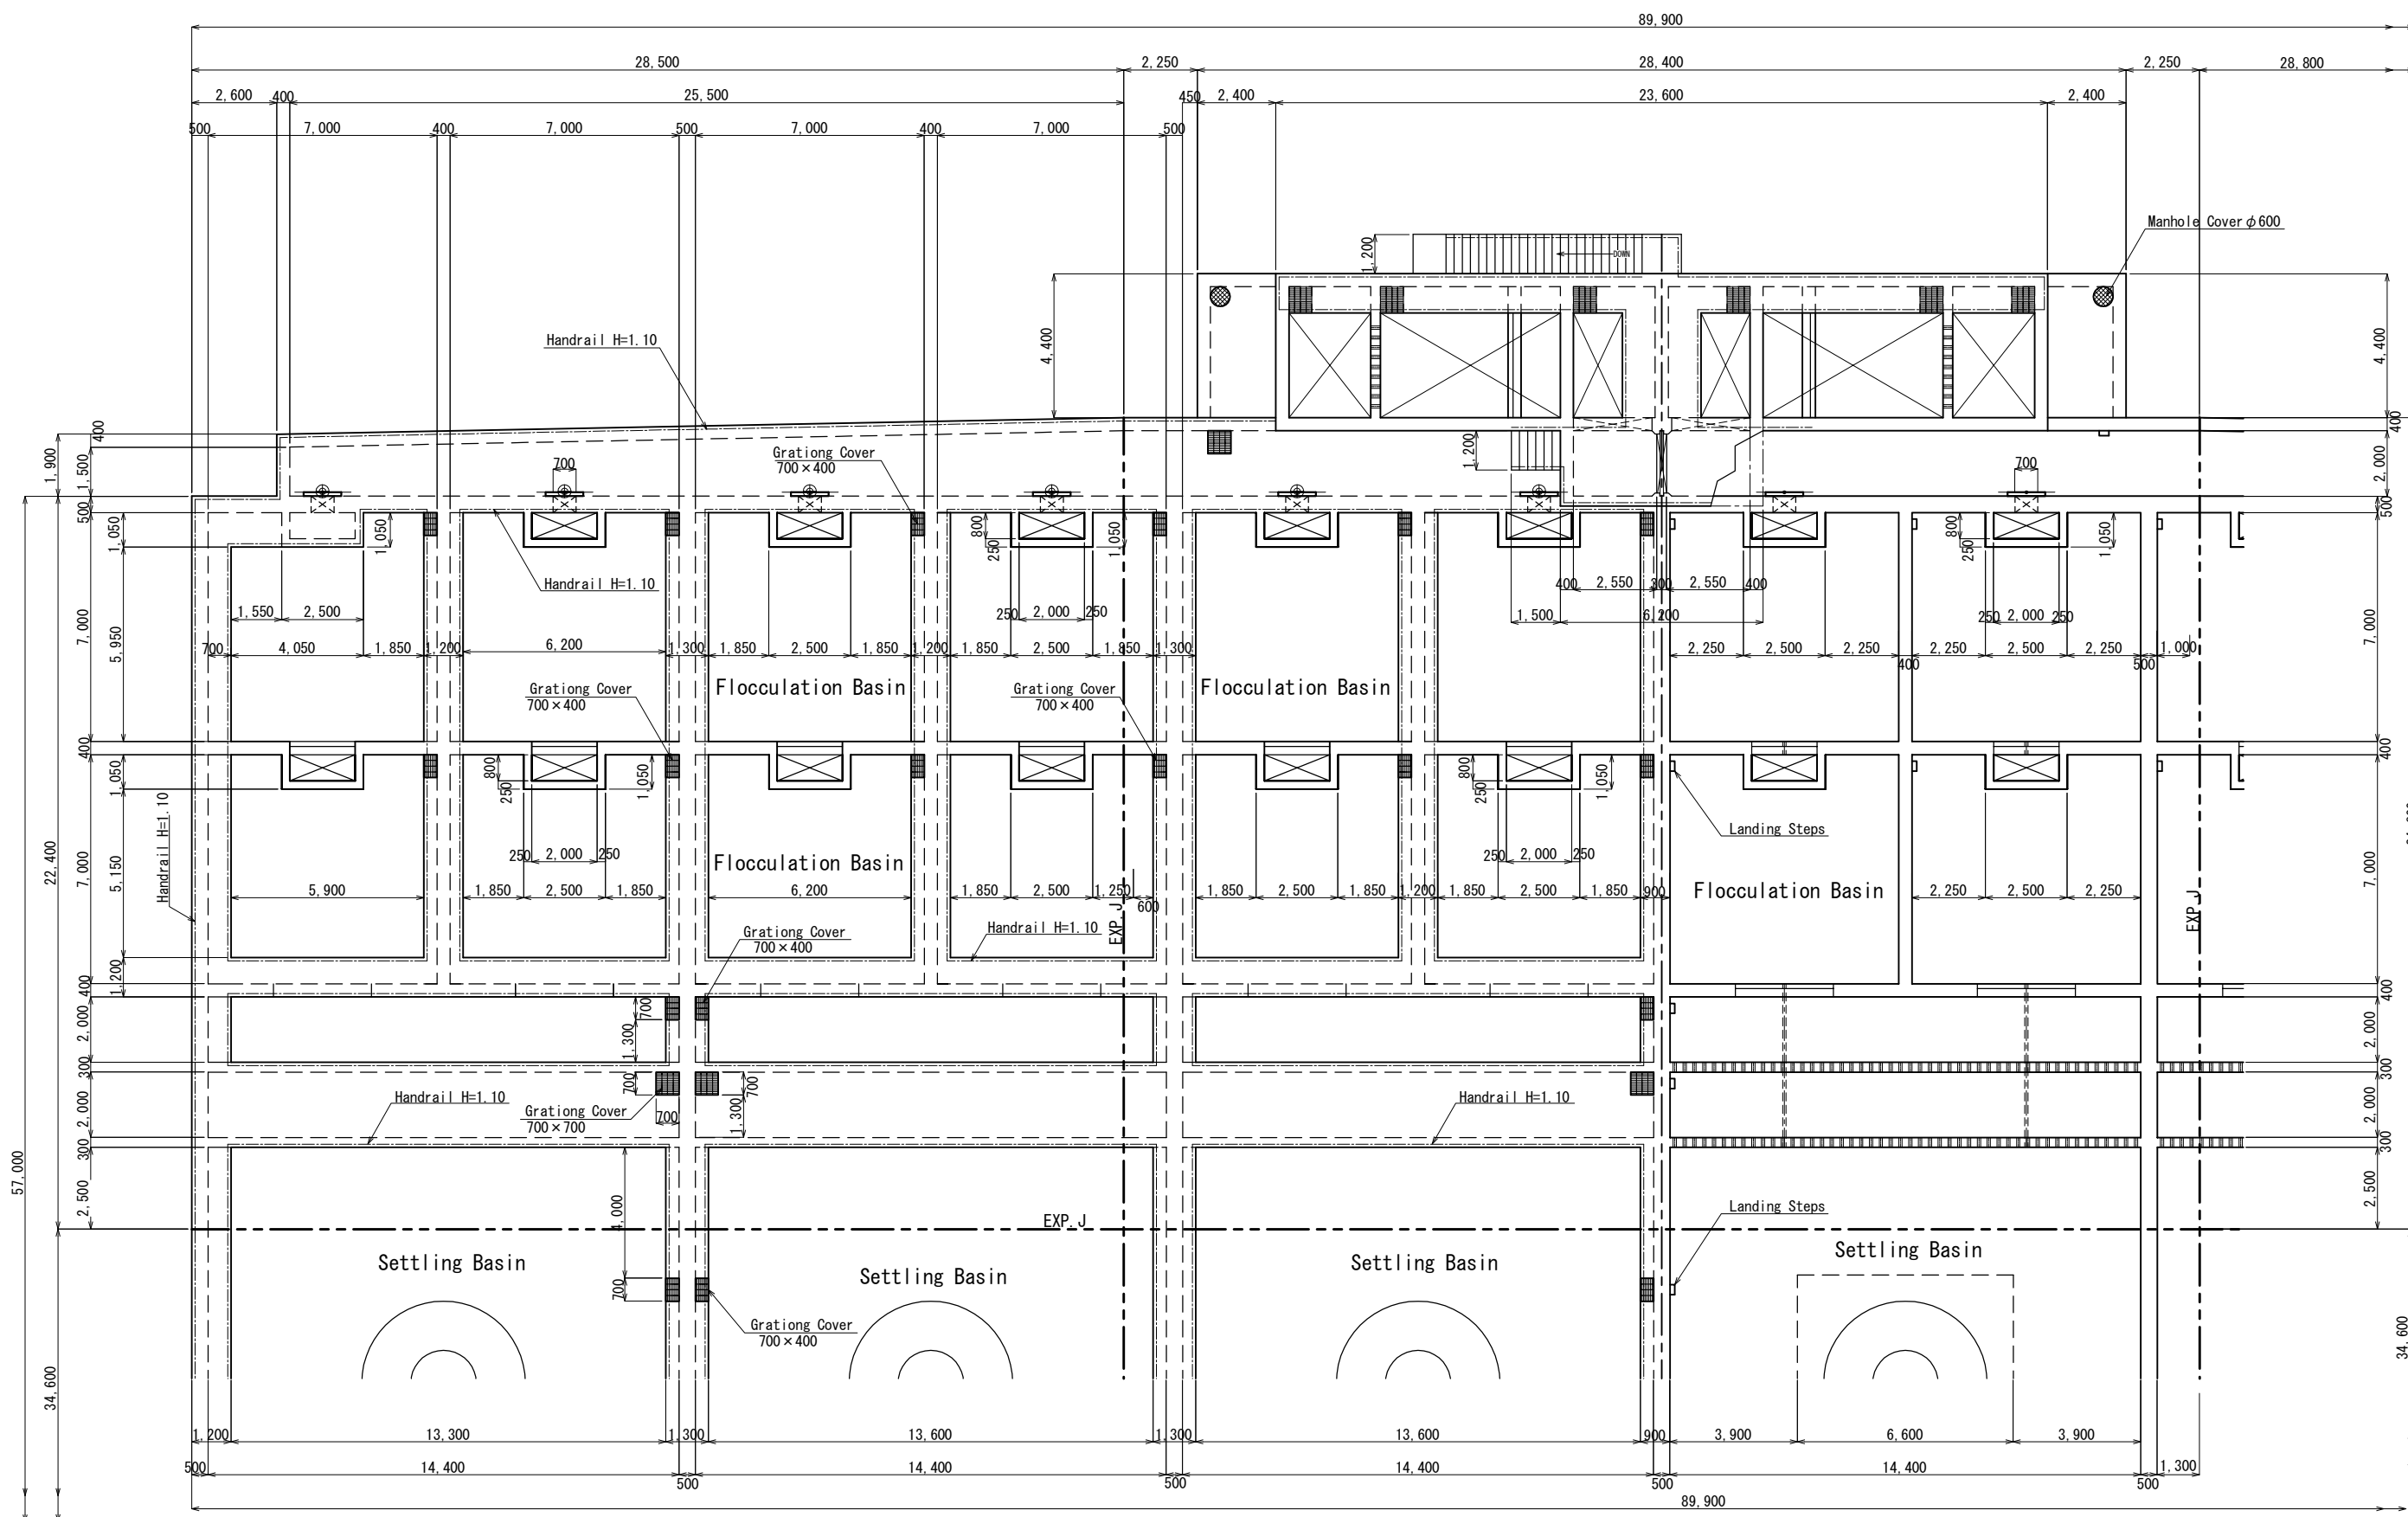 89,900
28,500 2,250 28,400 2,250 28,800
2,600 400 25,500 450 2,400 23,600 2,400
500 7,000 400 7,000 500 7,000 400 7,000 500
Manhole Cover φ600
1,200
DOWN
Handrail H=1.10
4,400
4,400
400
1,900
1,500
Grationg Cover
700×400
700
1,200
700
400
2,000
500
1,050
1,050
800
250
1,050
800
250
1,050
500
Handrail H=1.10
400 2,550 300 2,550 400
1,550 2,500
250 2,000 250
1,500 6,200
250 2,000 250
7,000
5,950
700 4,050 1,850 1,200 6,200 1,300 1,850 2,500 1,850 1,200 1,850 2,500 1,850 1,300
2,250 2,500 2,250 400 2,250 2,500 2,250 500 1,000
7,000
Flocculation Basin
Flocculation Basin
Grationg Cover
700×400
Grationg Cover
700×400
400
400
1,050
800
250
1,050
800
250
1,050
Handrail H=1.10
Landing Steps
22,400
7,000
5,150
250 2,000 250
250 2,000 250
7,000
Flocculation Basin
Flocculation Basin
5,900 1,850 2,500 1,850 6,200 1,850 2,500 1,250 600 1,850 2,500 1,850 1,200 1,850 2,500 1,850 900 2,250 2,500 2,250
EXP.J
EXP.J
Grationg Cover
700×400
Handrail H=1.10
1,200
400
400
2,000
700
1,300
2,000
300
300
700
700
Handrail H=1.10
Grationg Cover
700×700
700
1,300
Handrail H=1.10
2,000
2,000
300
300
57,000
2,500
4,000
2,500
Landing Steps
EXP.J
Settling Basin
Settling Basin
Settling Basin
Settling Basin
700
Grationg Cover
700×400
34,600
34,600
1,200 13,300 1,300 13,600 1,300 13,600 900 3,900 6,600 3,900
500 14,400 500 14,400 500 14,400 500 14,400 500 1,300
89,900